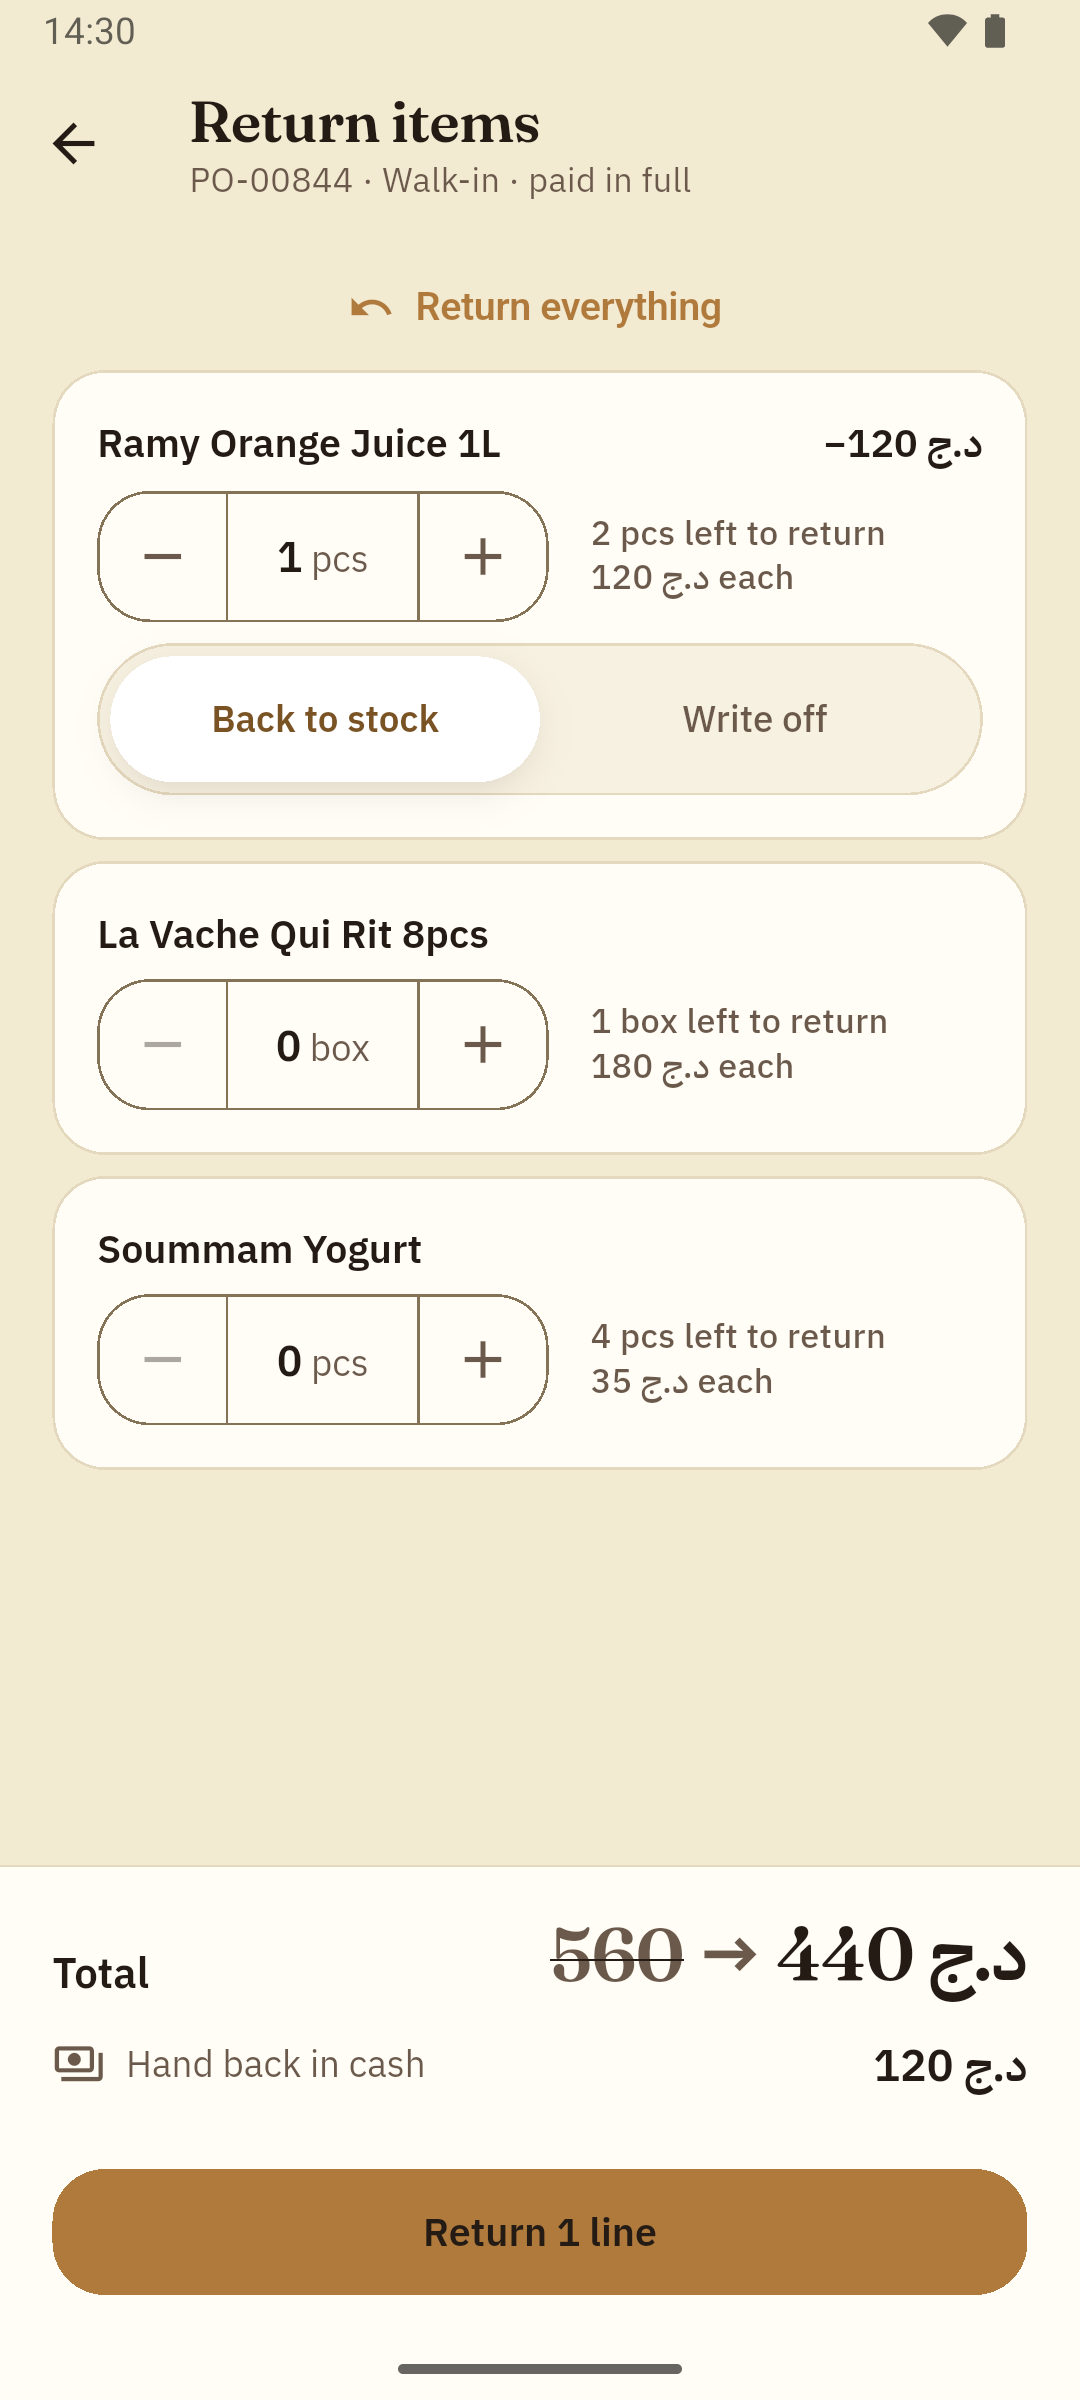 14:30
Return items
PO-00844 · Walk-in · paid in full
Return everything
Ramy Orange Juice 1L
−120 د.ج
1 pcs
2 pcs left to return
120 د.ج each
Back to stock
Write off
La Vache Qui Rit 8pcs
0 box
1 box left to return
180 د.ج each
Soummam Yogurt
0 pcs
4 pcs left to return
35 د.ج each
Total
560 → 440 د.ج
Hand back in cash
120 د.ج
Return 1 line